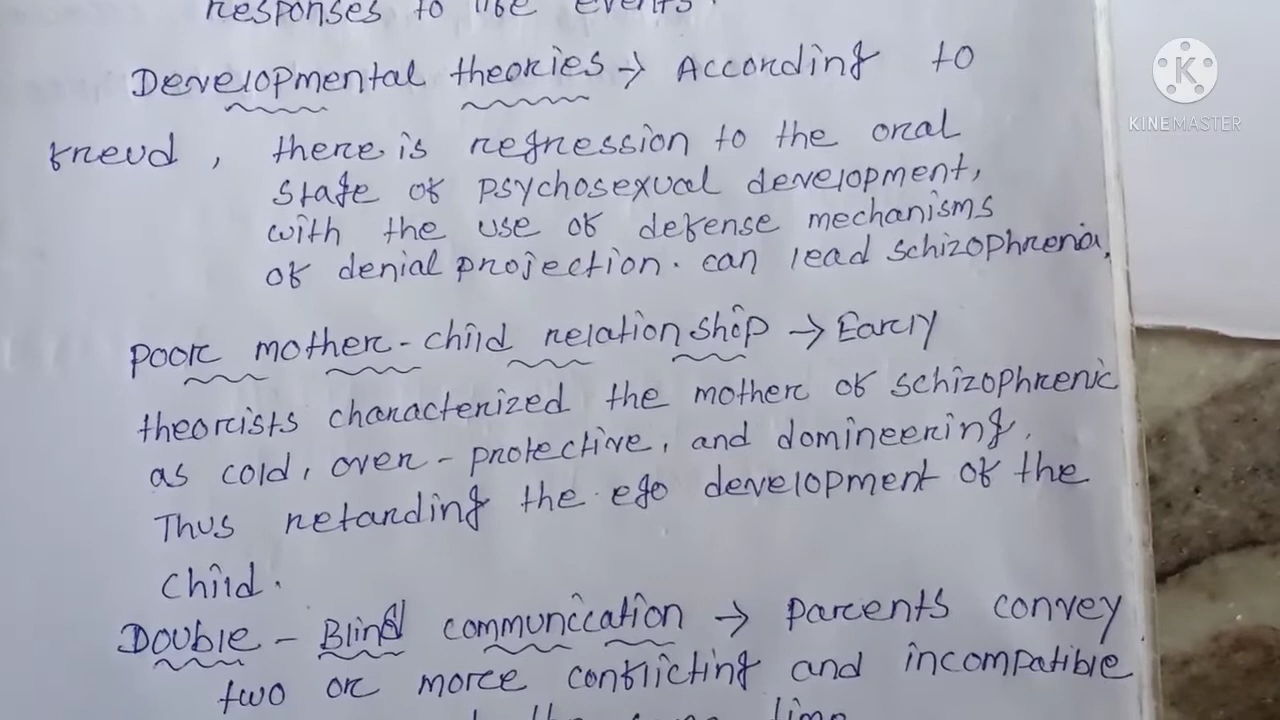 responses to life events.
Developmental theories → According to
K
KINEMASTER
freud, there is regression to the oral
stage of psychosexual development,
with the use of defense mechanisms
of denial projection. can lead schizophrenia,
poor mother-child relationship → Early
theorists characterized the mother of schizophrenic
as cold, over-protective, and domineering.
Thus retarding the ego development of the
child.
Double-Blind communication → parents convey
two or more conflicting and incompatible